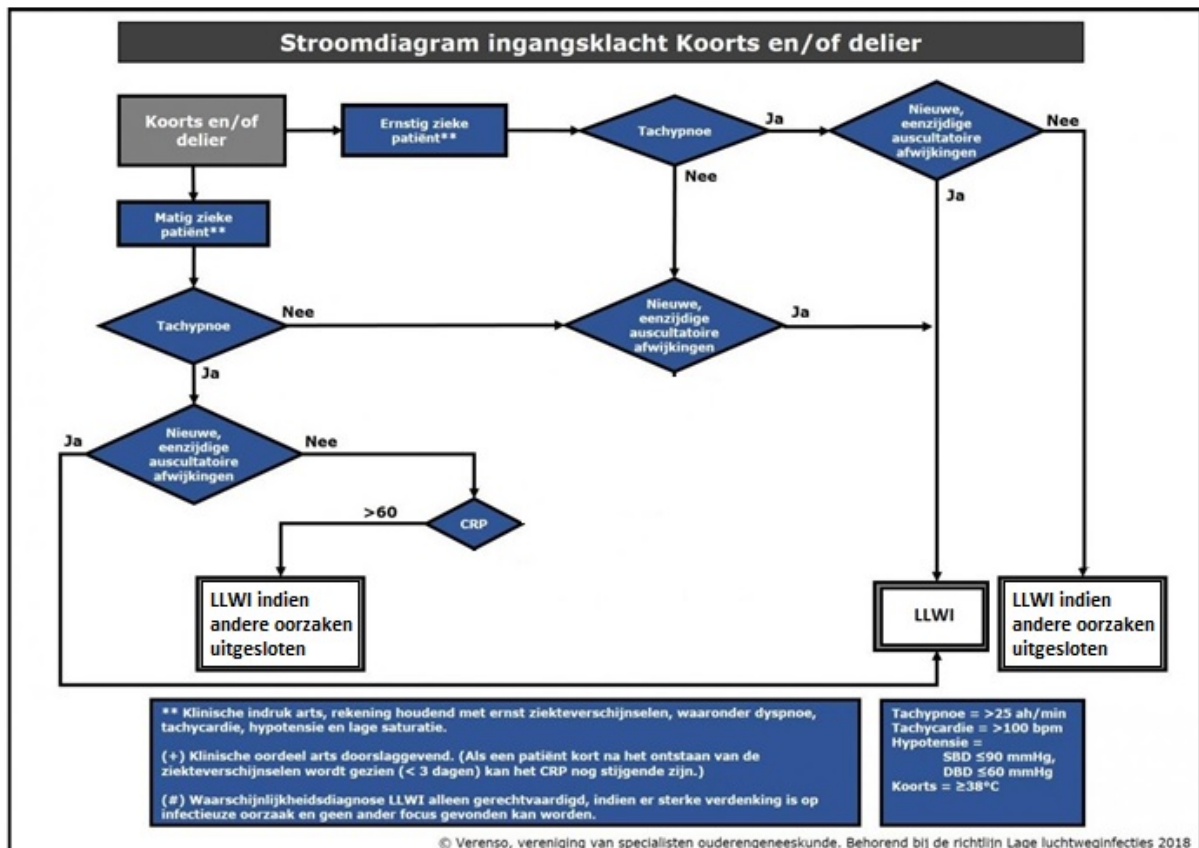 Stroomdiagram ingangsklacht Koorts en/of delier
Koorts en/of
delier
Ernstig zieke
patiënt**
Tachypnoe
Ja
Nieuwe,
eenzijdige
auscultatoire
afwijkingen
Nee
Nee
Ja
Matig zieke
patiënt**
Tachypnoe
Nee
Nieuwe,
eenzijdige
auscultatoire
afwijkingen
Ja
Ja
Ja
Nieuwe,
eenzijdige
auscultatoire
afwijkingen
Nee
>60
CRP
LLWI indien
andere oorzaken
uitgesloten
LLWI
LLWI indien
andere oorzaken
uitgesloten
** Klinische indruk arts, rekening houdend met ernst ziekteverschijnselen, waaronder dyspnoe,
tachycardie, hypotensie en lage saturatie.
(+) Klinische oordeel arts doorslaggevend. (Als een patiënt kort na het ontstaan van de
ziekteverschijnselen wordt gezien (< 3 dagen) kan het CRP nog stijgende zijn.)
(#) Waarschijnlijkheidsdiagnose LLWI alleen gerechtvaardigd, indien er sterke verdenking is op
infectieuze oorzaak en geen ander focus gevonden kan worden.
Tachypnoe = >25 ah/min
Tachycardie = >100 bpm
Hypotensie =
SBD ≤90 mmHg,
DBD ≤60 mmHg
Koorts = ≥38°C
© Verenso, vereniging van specialisten ouderengeneeskunde. Behorend bij de richtlijn Lage luchtweginfecties 2018